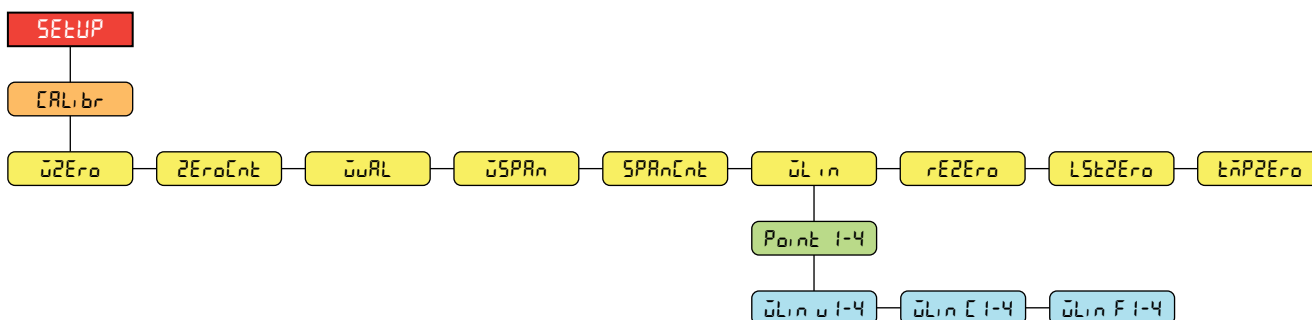 SEtUP
CALibr
WZEro
ZEroCnt
WVAL
WSPAn
SPAnCnt
WLin
rEZEro
LStZEro
tMPZEro
Point 1-4
WLin V1-4
WLin C1-4
WLin F1-4